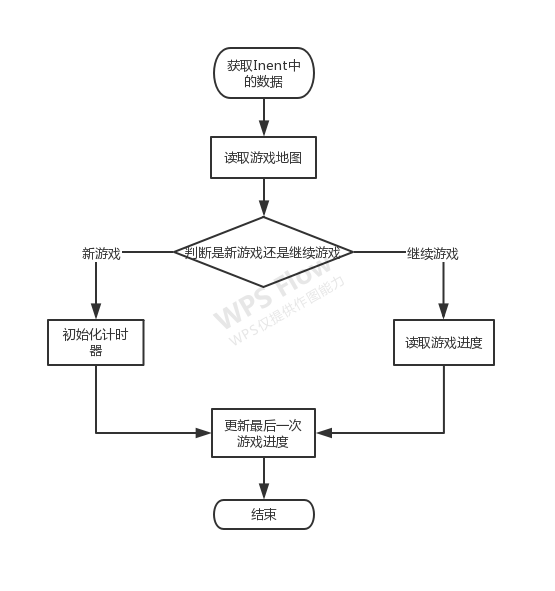 获取Inent中
的数据
读取游戏地图
新游戏
判断是新游戏还是继续游戏
继续游戏
WPS Flow
WPS仅提供作图能力
初始化计时
器
读取游戏进度
更新最后一次
游戏进度
结束